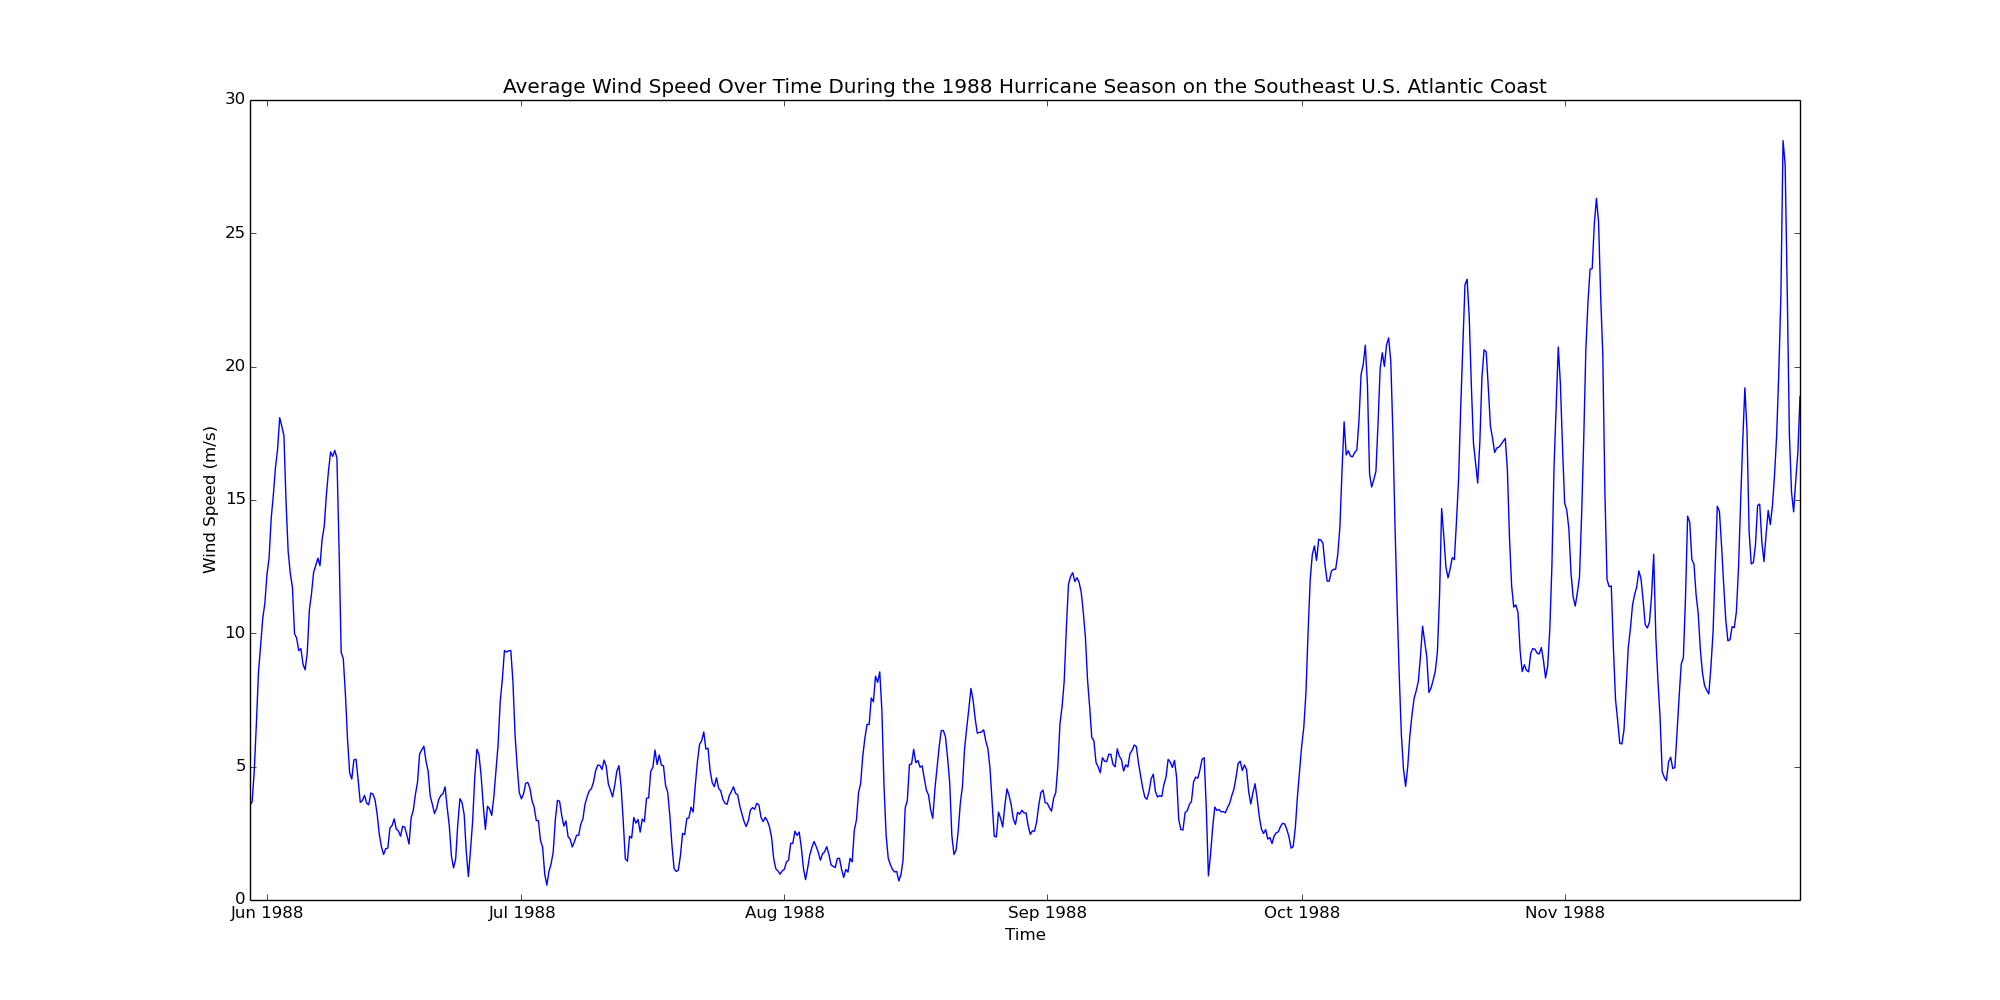 Average Wind Speed Over Time During the 1988 Hurricane Season on the Southeast U.S. Atlantic Coast
30
25
20
15
10
5
0
Wind Speed (m/s)
Jun 1988 Jul 1988 Aug 1988 Sep 1988 Oct 1988 Nov 1988
Time